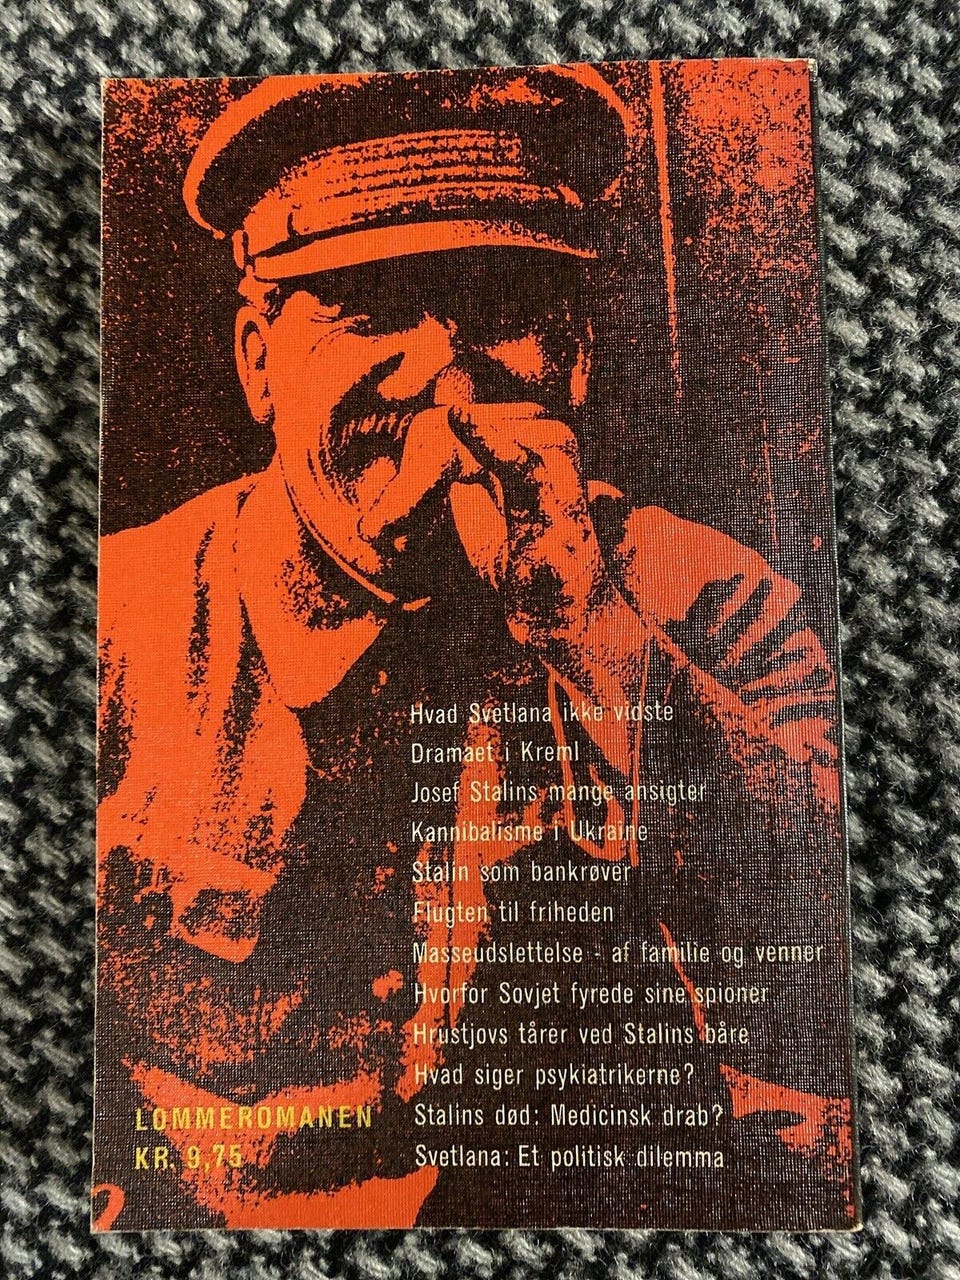 Hvad Svetlana ikke vidste
Dramaet i Kreml
Josef Stalins mange ansigter
Kannibalisme i Ukraine
Stalin som bankrøver
Flugten til friheden
Masseudslettelse - af familie og venner
Hvorfor Sovjet fyrede sine spioner
Hrustjovs tårer ved Stalins båre
Hvad siger psykiatrikerne?
Stalins død: Medicinsk drab?
Svetlana: Et politisk dilemma
LOMMEROMANEN
KR. 9,75